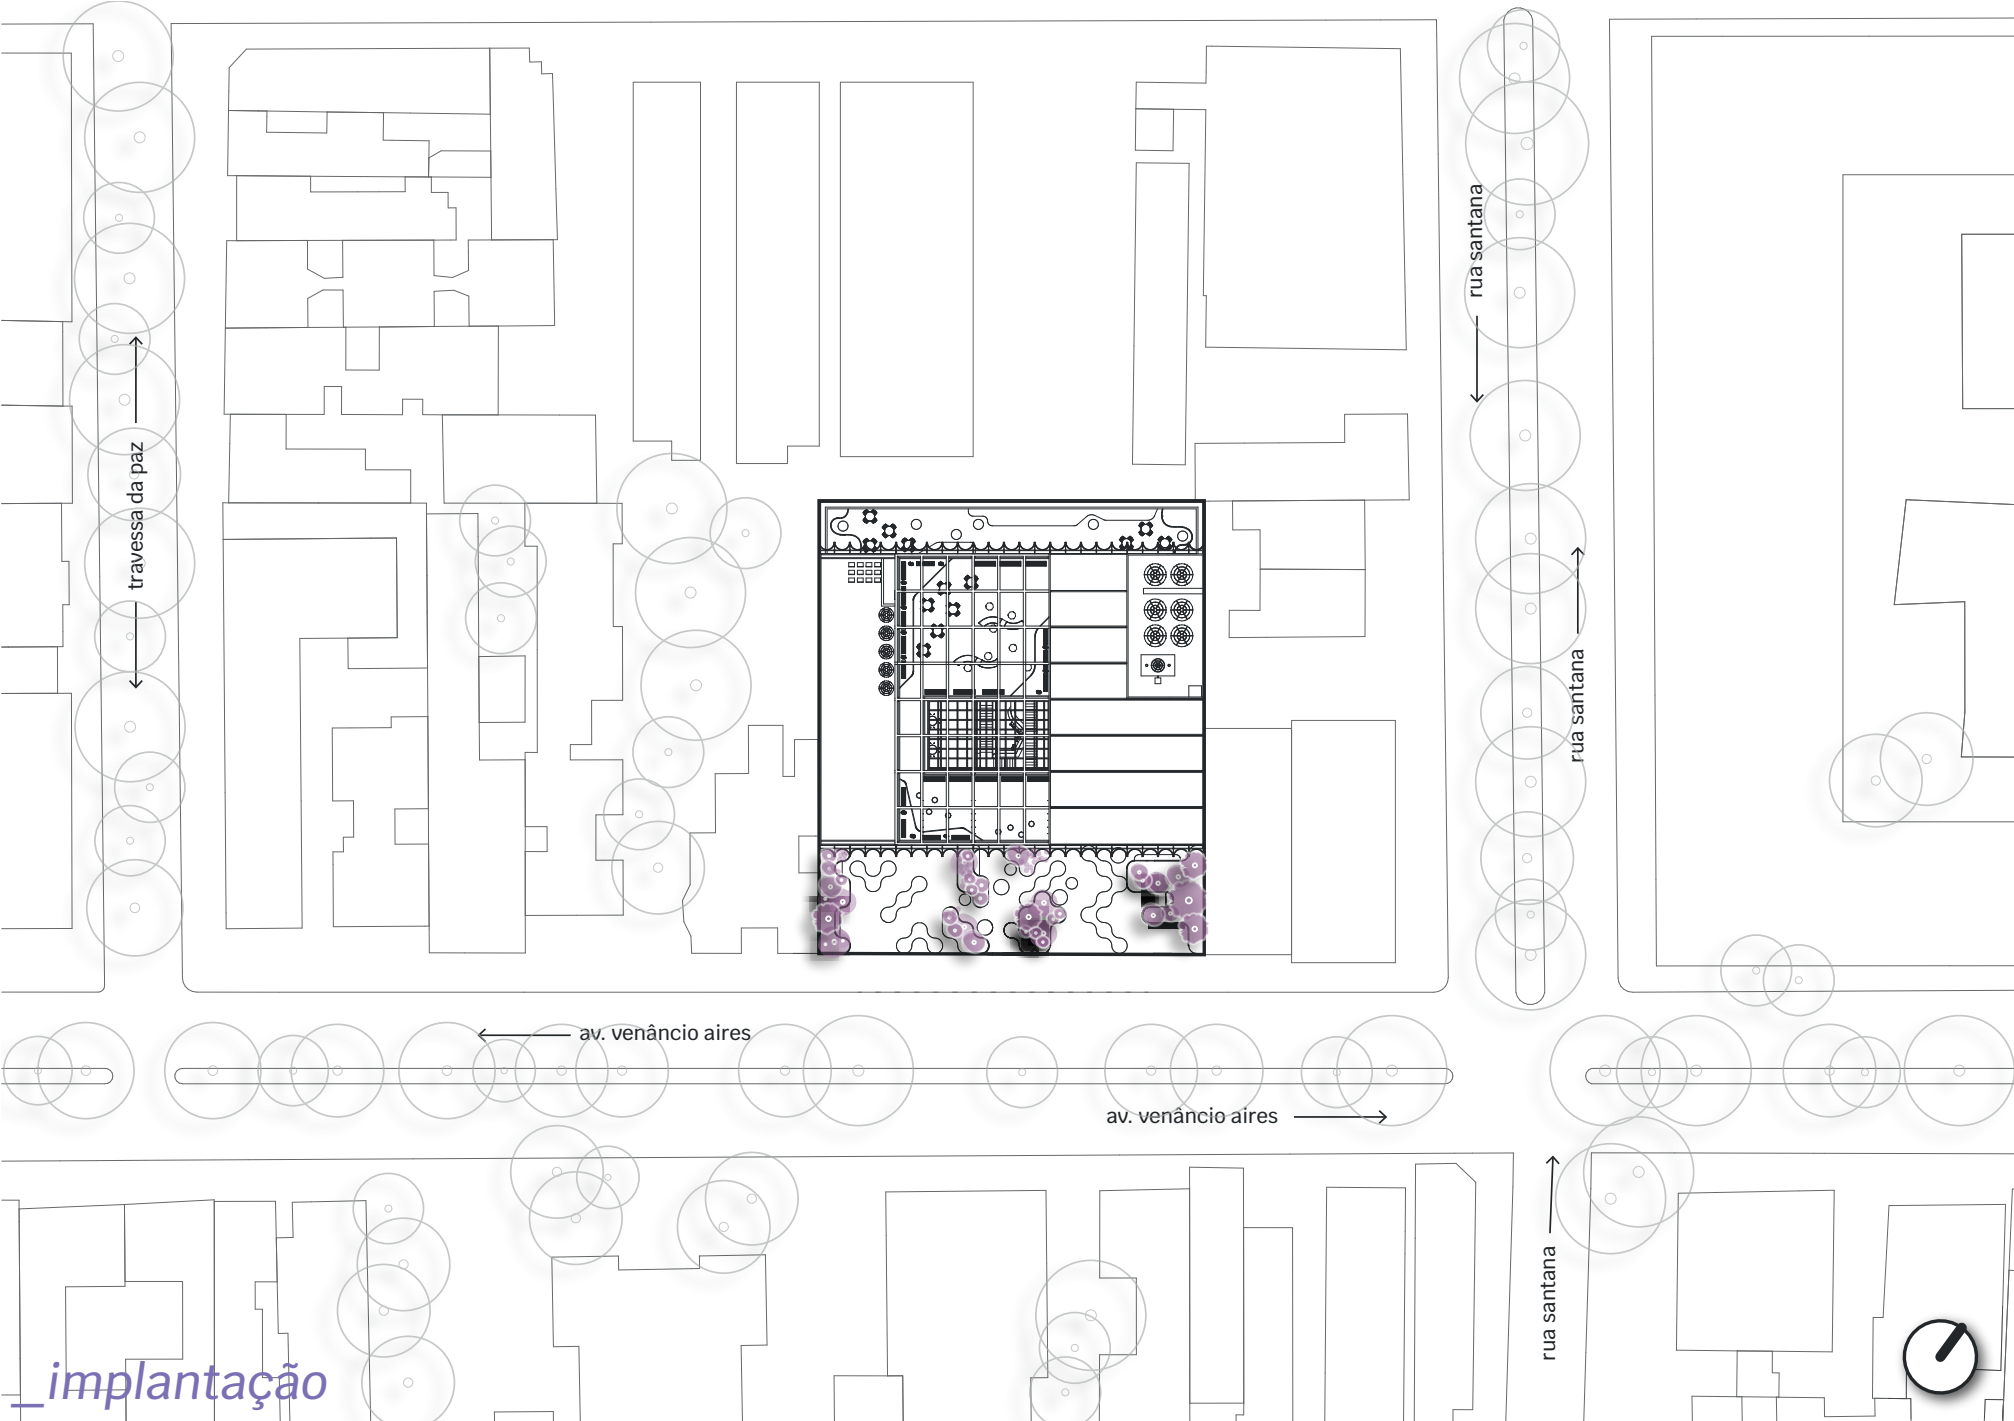 rua santana
travessa da paz
rua santana
av. venâncio aires
av. venâncio aires
rua santana
_implantação